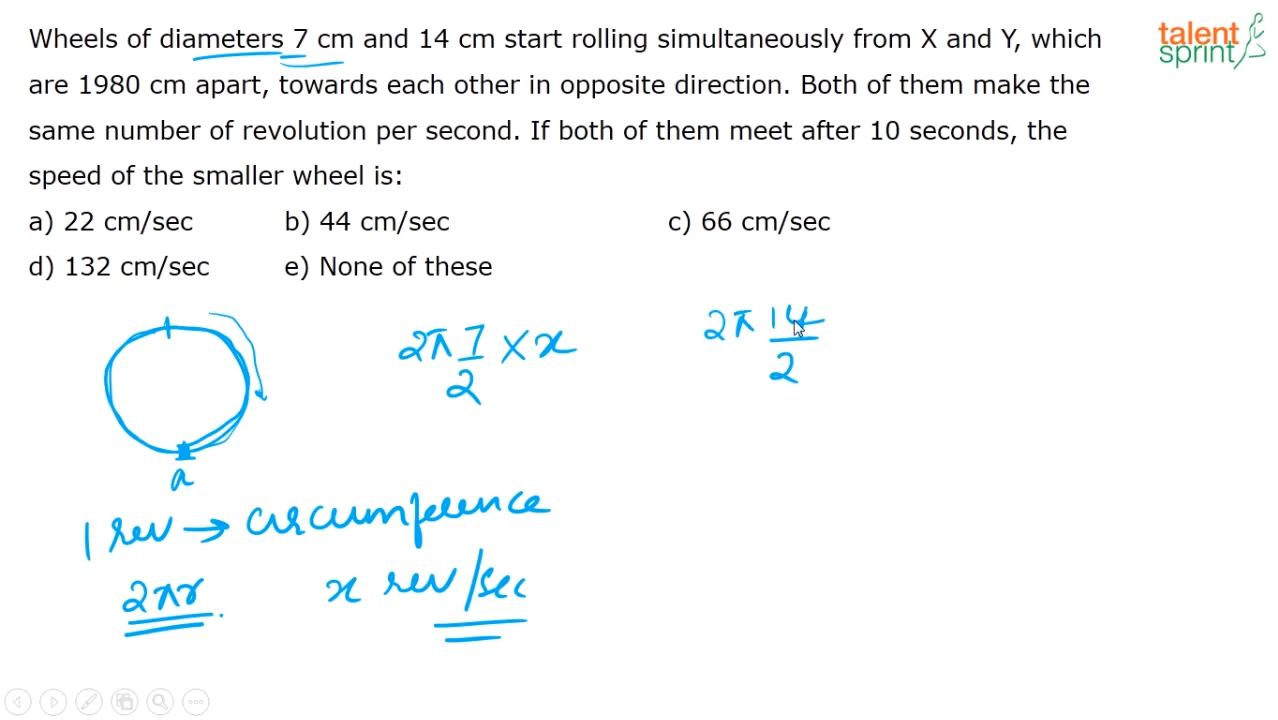 Wheels of diameters 7 cm and 14 cm start rolling simultaneously from X and Y, which
are 1980 cm apart, towards each other in opposite direction. Both of them make the
same number of revolution per second. If both of them meet after 10 seconds, the
speed of the smaller wheel is:
a) 22 cm/sec b) 44 cm/sec c) 66 cm/sec
d) 132 cm/sec e) None of these
talent
sprint
2π 7/2 × x
2π 14/2
a
1 rev → circumference
2πr
x rev/sec